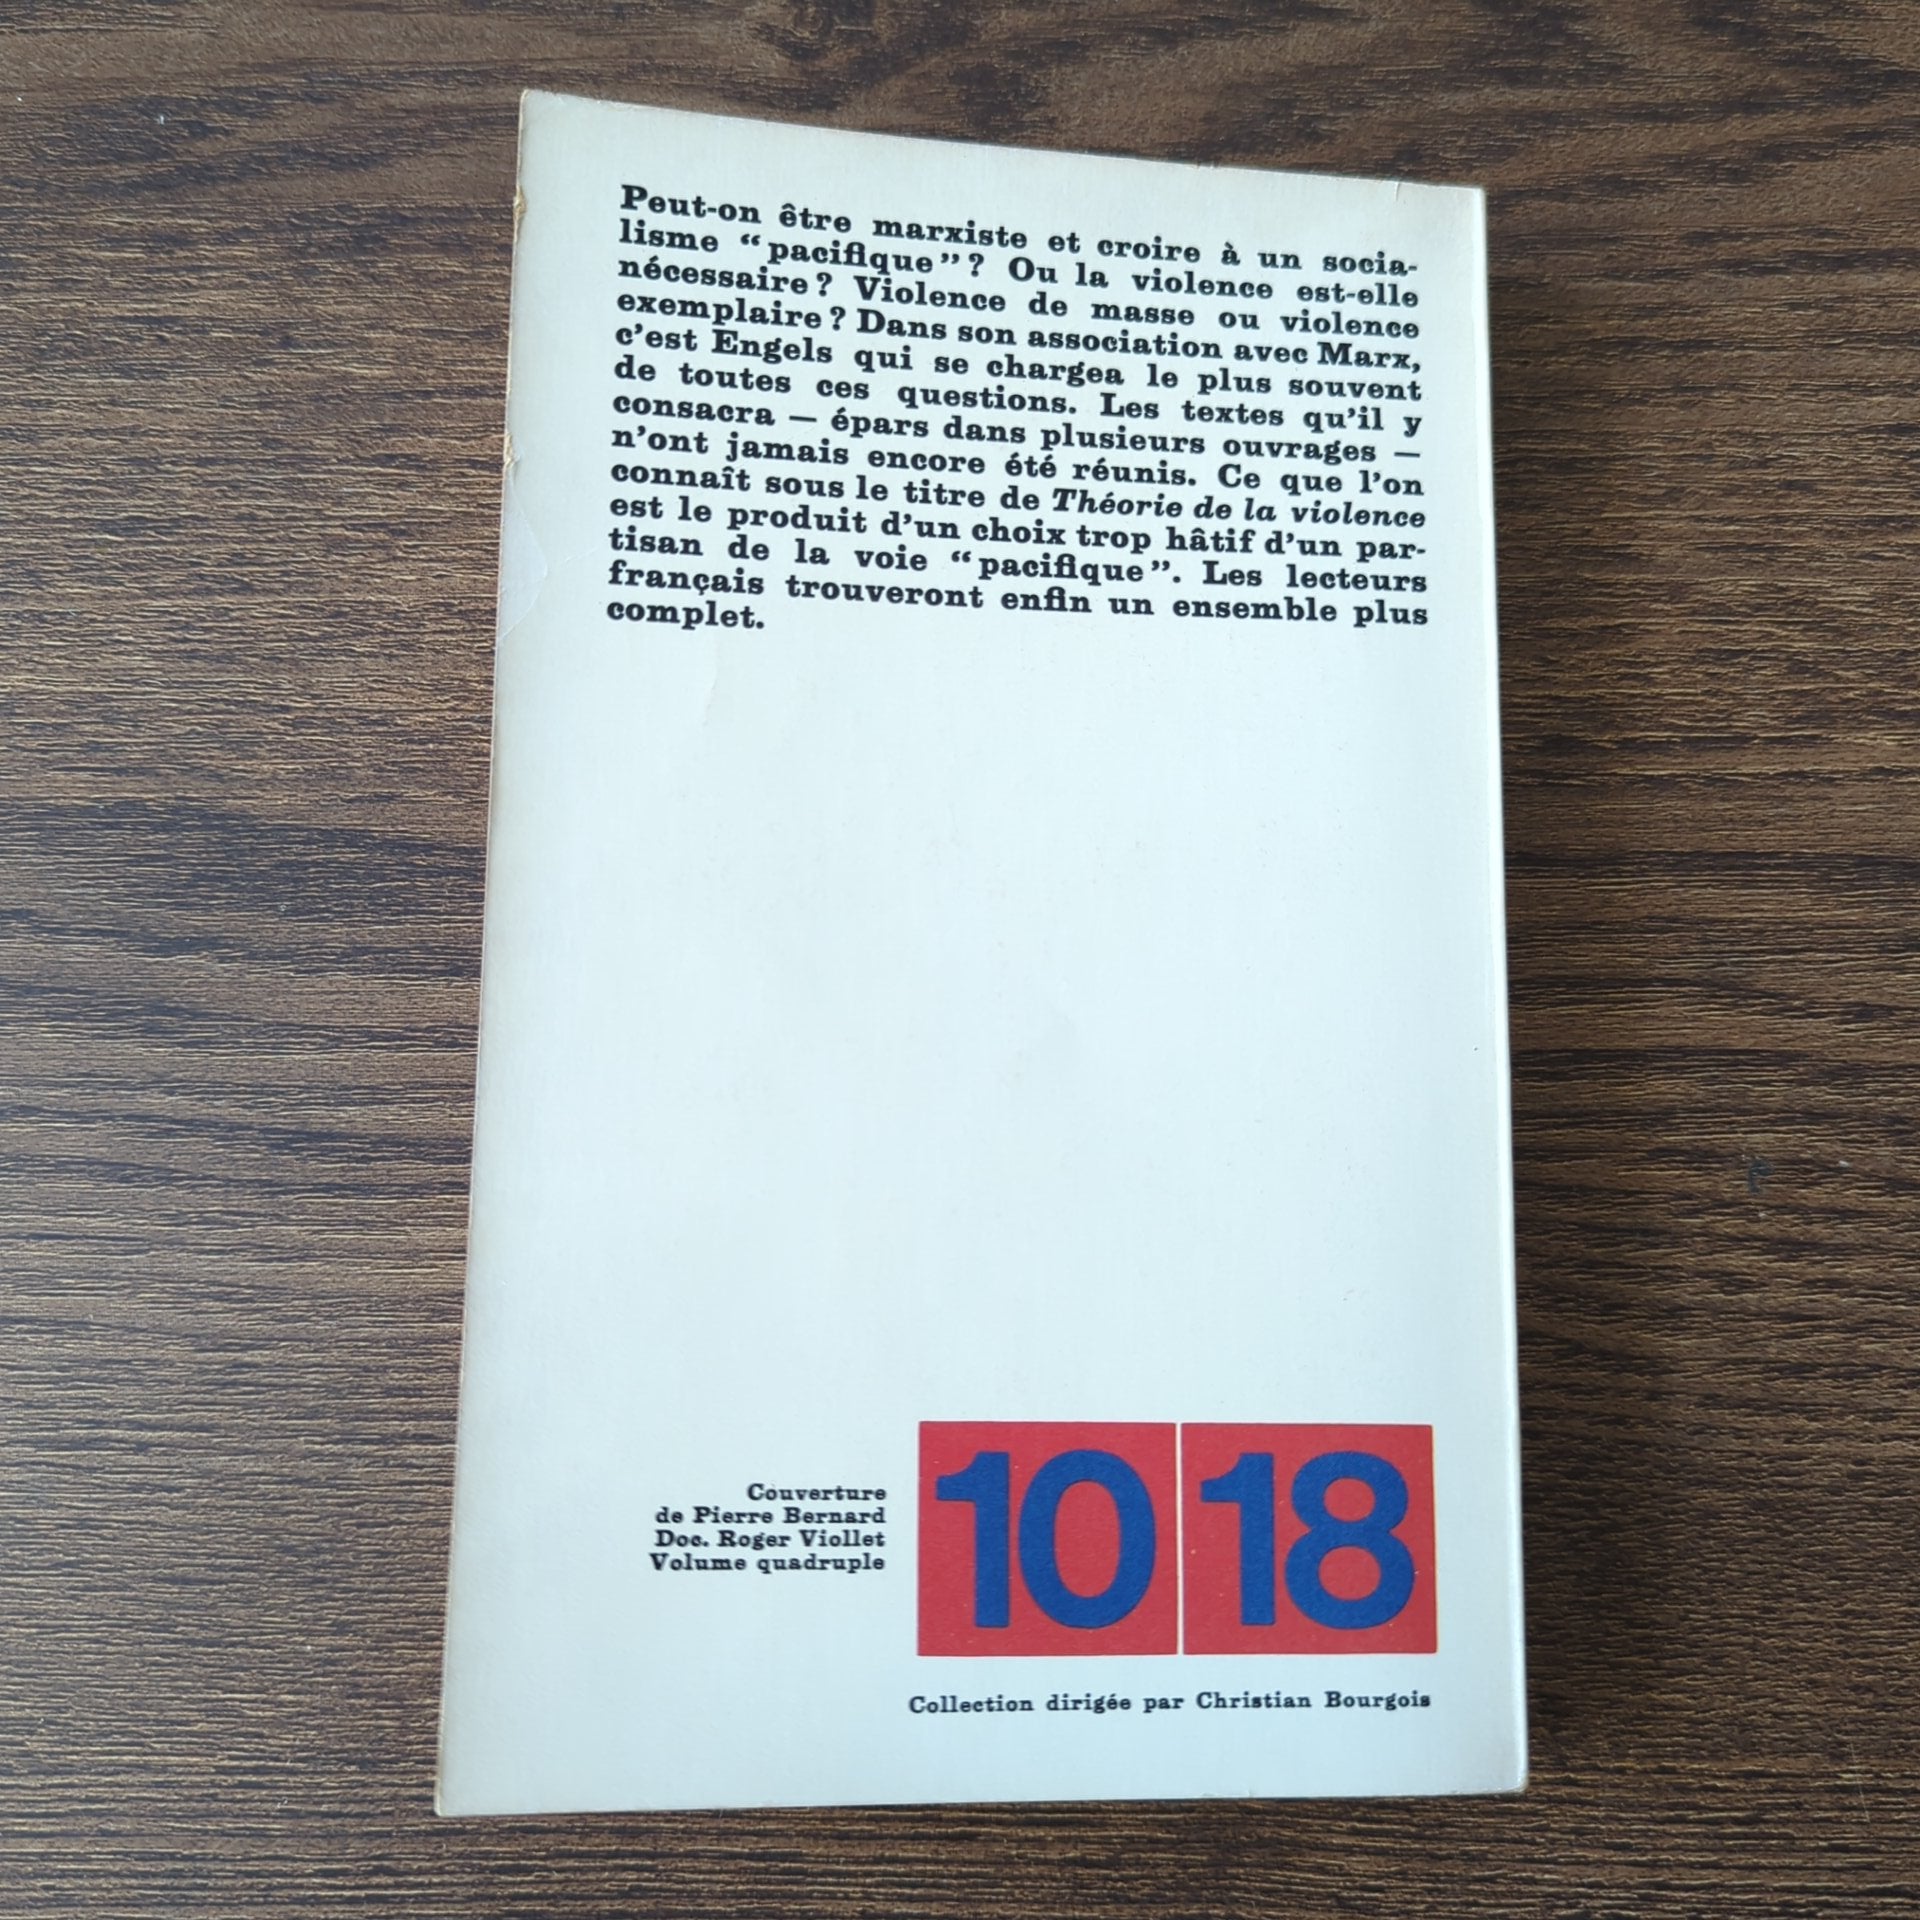 Peut-on être marxiste et croire à un socia-
lisme “pacifique”? Ou la violence est-elle
nécessaire? Violence de masse ou violence
exemplaire? Dans son association avec Marx,
c’est Engels qui se chargea le plus souvent
de toutes ces questions. Les textes qu’il y
consacra — épars dans plusieurs ouvrages —
n’ont jamais encore été réunis. Ce que l’on
connaît sous le titre de Théorie de la violence
est le produit d’un choix trop hâtif d’un par-
tisan de la voie “pacifique”. Les lecteurs
français trouveront enfin un ensemble plus
complet.
Couverture
de Pierre Bernard
Doc. Roger Viollet
Volume quadruple
10 18
Collection dirigée par Christian Bourgois